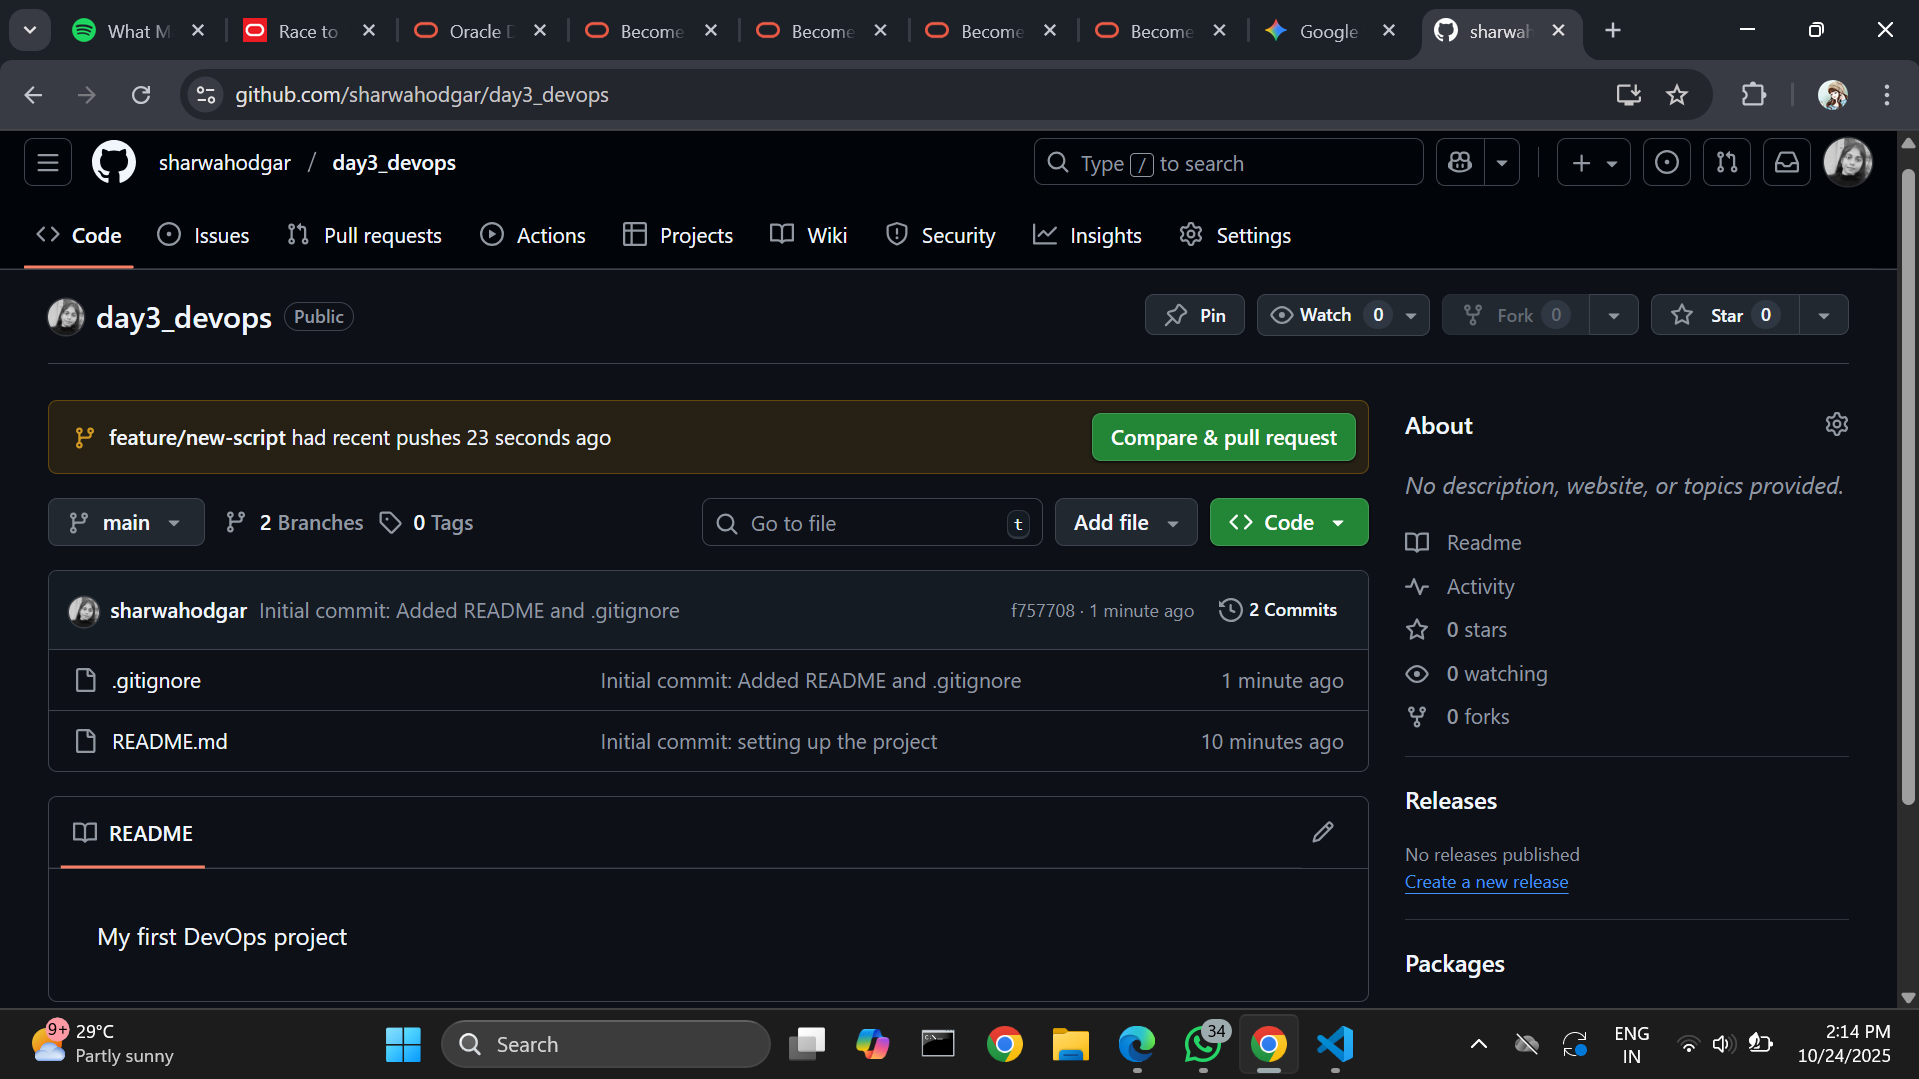 What M
Race to
Oracle D
Become
Become
Become
Become
Google
sharwah
github.com/sharwahodgar/day3_devops
sharwahodgar / day3_devops
Type / to search
Code
Issues
Pull requests
Actions
Projects
Wiki
Security
Insights
Settings
day3_devops Public
Pin
Watch 0
Fork 0
Star 0
feature/new-script had recent pushes 23 seconds ago
Compare & pull request
main
2 Branches
0 Tags
Go to file t
Add file
Code
sharwahodgar Initial commit: Added README and .gitignore
f757708 · 1 minute ago
2 Commits
.gitignore
Initial commit: Added README and .gitignore
1 minute ago
README.md
Initial commit: setting up the project
10 minutes ago
README
My first DevOps project
About
No description, website, or topics provided.
Readme
Activity
0 stars
0 watching
0 forks
Releases
No releases published
Create a new release
Packages
9+
29°C
Partly sunny
Search
34
ENG
IN
2:14 PM
10/24/2025